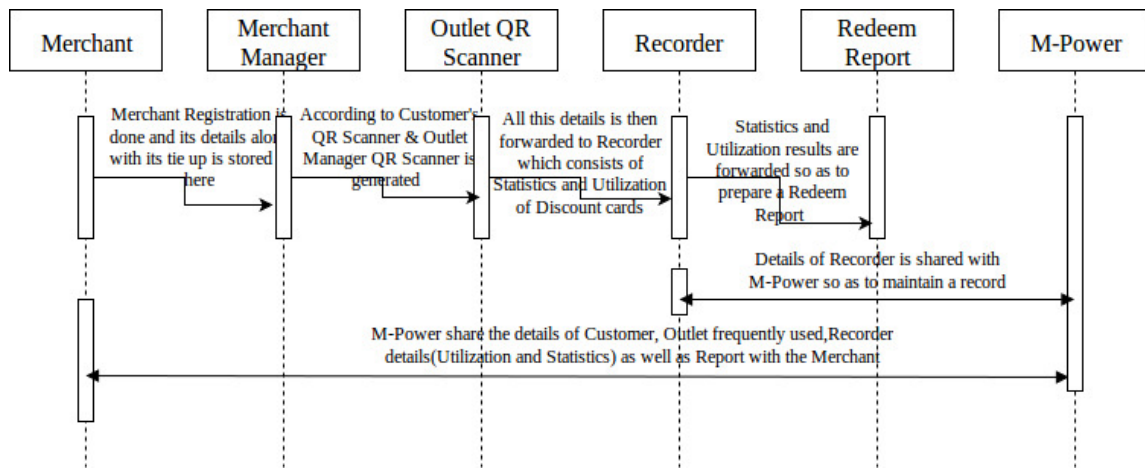 Merchant
Merchant
Manager
Outlet QR
Scanner
Recorder
Redeem
Report
M-Power
Merchant Registration is
done and its details along
with its tie up is stored
here
According to Customer's
QR Scanner & Outlet
Manager QR Scanner is
generated
All this details is then
forwarded to Recorder
which consists of
Statistics and Utilization
of Discount cards
Statistics and
Utilization results are
forwarded so as to
prepare a Redeem
Report
Details of Recorder is shared with
M-Power so as to maintain a record
M-Power share the details of Customer, Outlet frequently used,Recorder
details(Utilization and Statistics) as well as Report with the Merchant